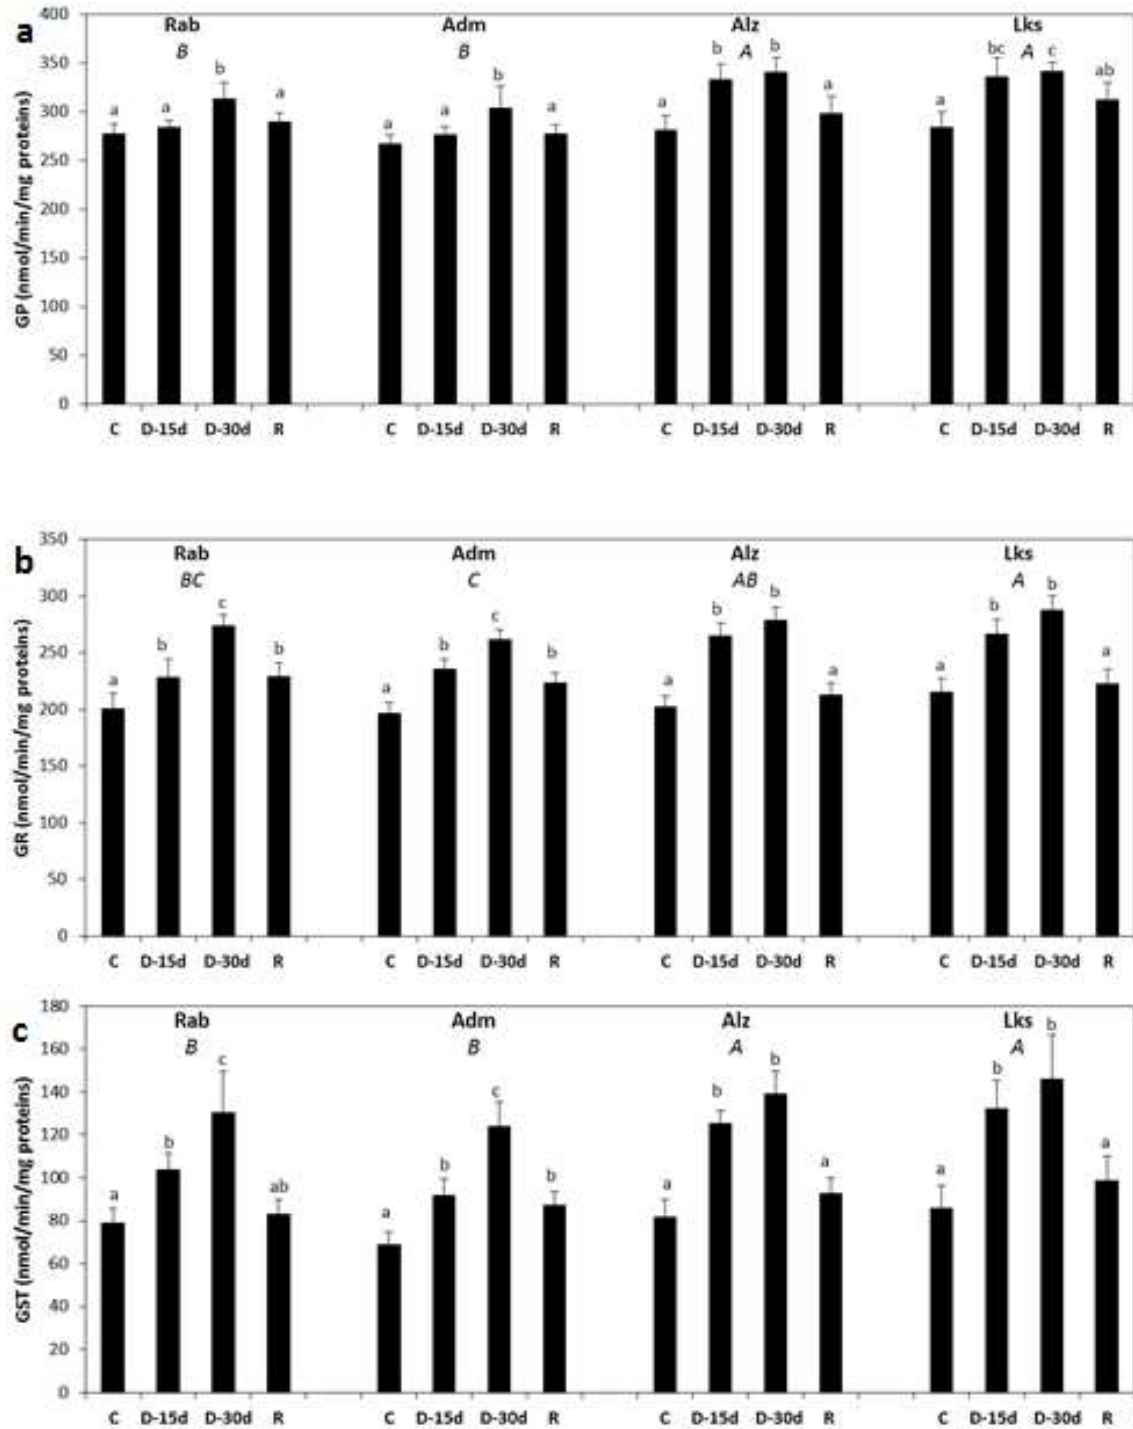 a
Rab Adm Alz Lks
B B A A
400
350
300
250
200
150
100
50
0
GP (nmol/min/mg proteins)
a a b a a a b a a b b a a bc c ab
C D-15d D-30d R C D-15d D-30d R C D-15d D-30d R C D-15d D-30d R
b
Rab Adm Alz Lks
BC C AB A
350
300
250
200
150
100
50
0
GR (nmol/min/mg proteins)
a b c b a b c b a b b a a b b a
C D-15d D-30d R C D-15d D-30d R C D-15d D-30d R C D-15d D-30d R
c
Rab Adm Alz Lks
B B A A
180
160
140
120
100
80
60
40
20
0
GST (nmol/min/mg proteins)
a b c ab a b c b a b b a a b b a
C D-15d D-30d R C D-15d D-30d R C D-15d D-30d R C D-15d D-30d R